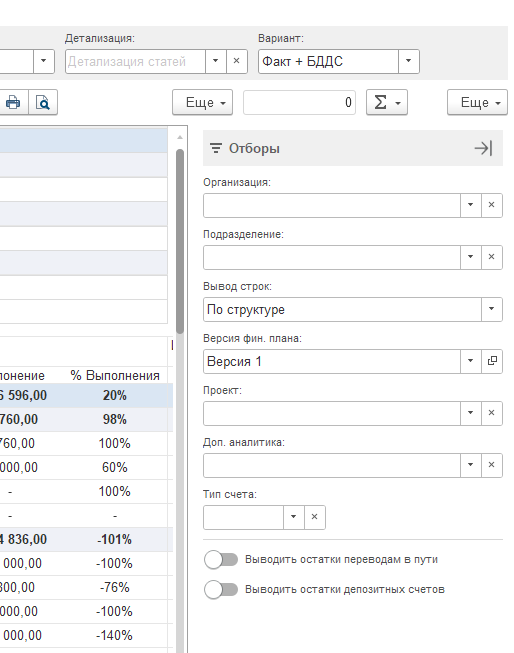 Детализация:
Вариант:
Детализация статей
Факт + БДДС
Еще
0
Σ
Еще
Отборы
Организация:
Подразделение:
Вывод строк:
По структуре
Версия фин. плана:
Версия 1
Проект:
Доп. аналитика:
Тип счета:
Выводить остатки переводам в пути
Выводить остатки депозитных счетов
лонение % Выполнения
6 596,00 20%
760,00 98%
760,00 100%
000,00 60%
- 100%
- -
4 836,00 -101%
000,00 -100%
800,00 -76%
000,00 -100%
000,00 -140%